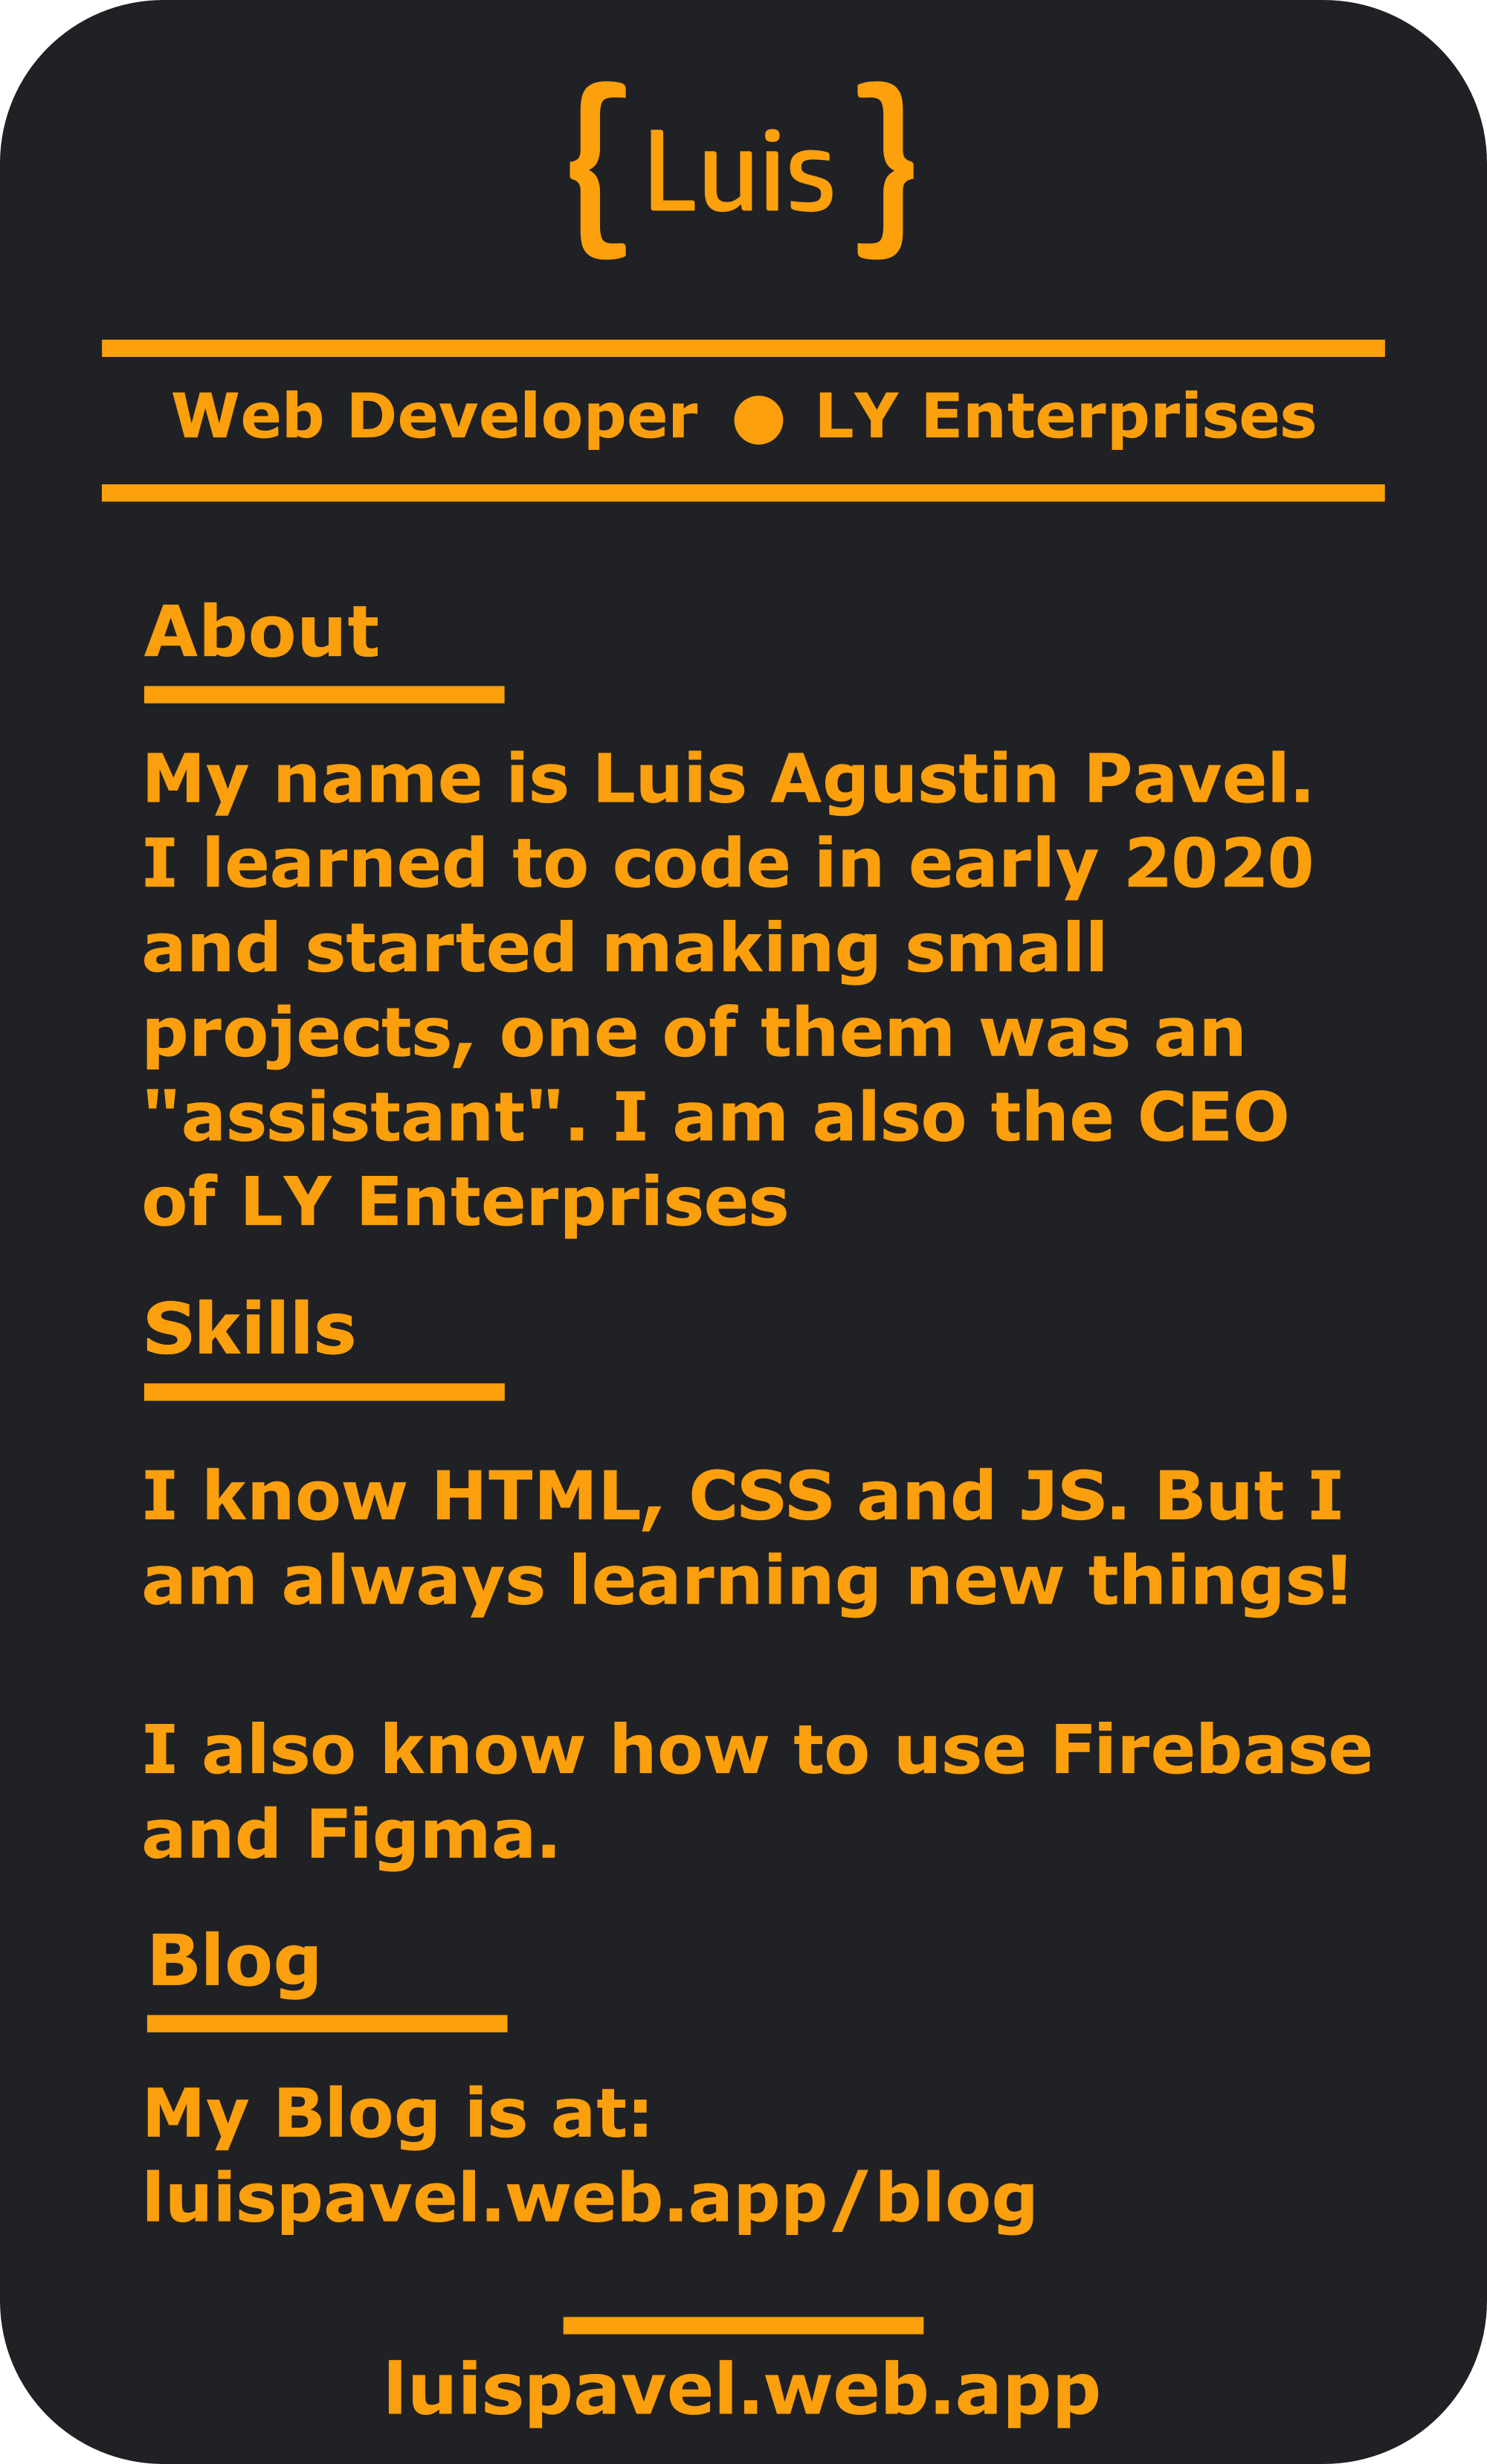 {Luis}
Web Developer ● LY Enterprises
About
My name is Luis Agustin Pavel.
I learned to code in early 2020
and started making small
projects, one of them was an
"assistant". I am also the CEO
of LY Enterprises
Skills
I know HTML, CSS and JS. But I
am always learning new things!
I also know how to use Firebase
and Figma.
Blog
My Blog is at:
luispavel.web.app/blog
luispavel.web.app